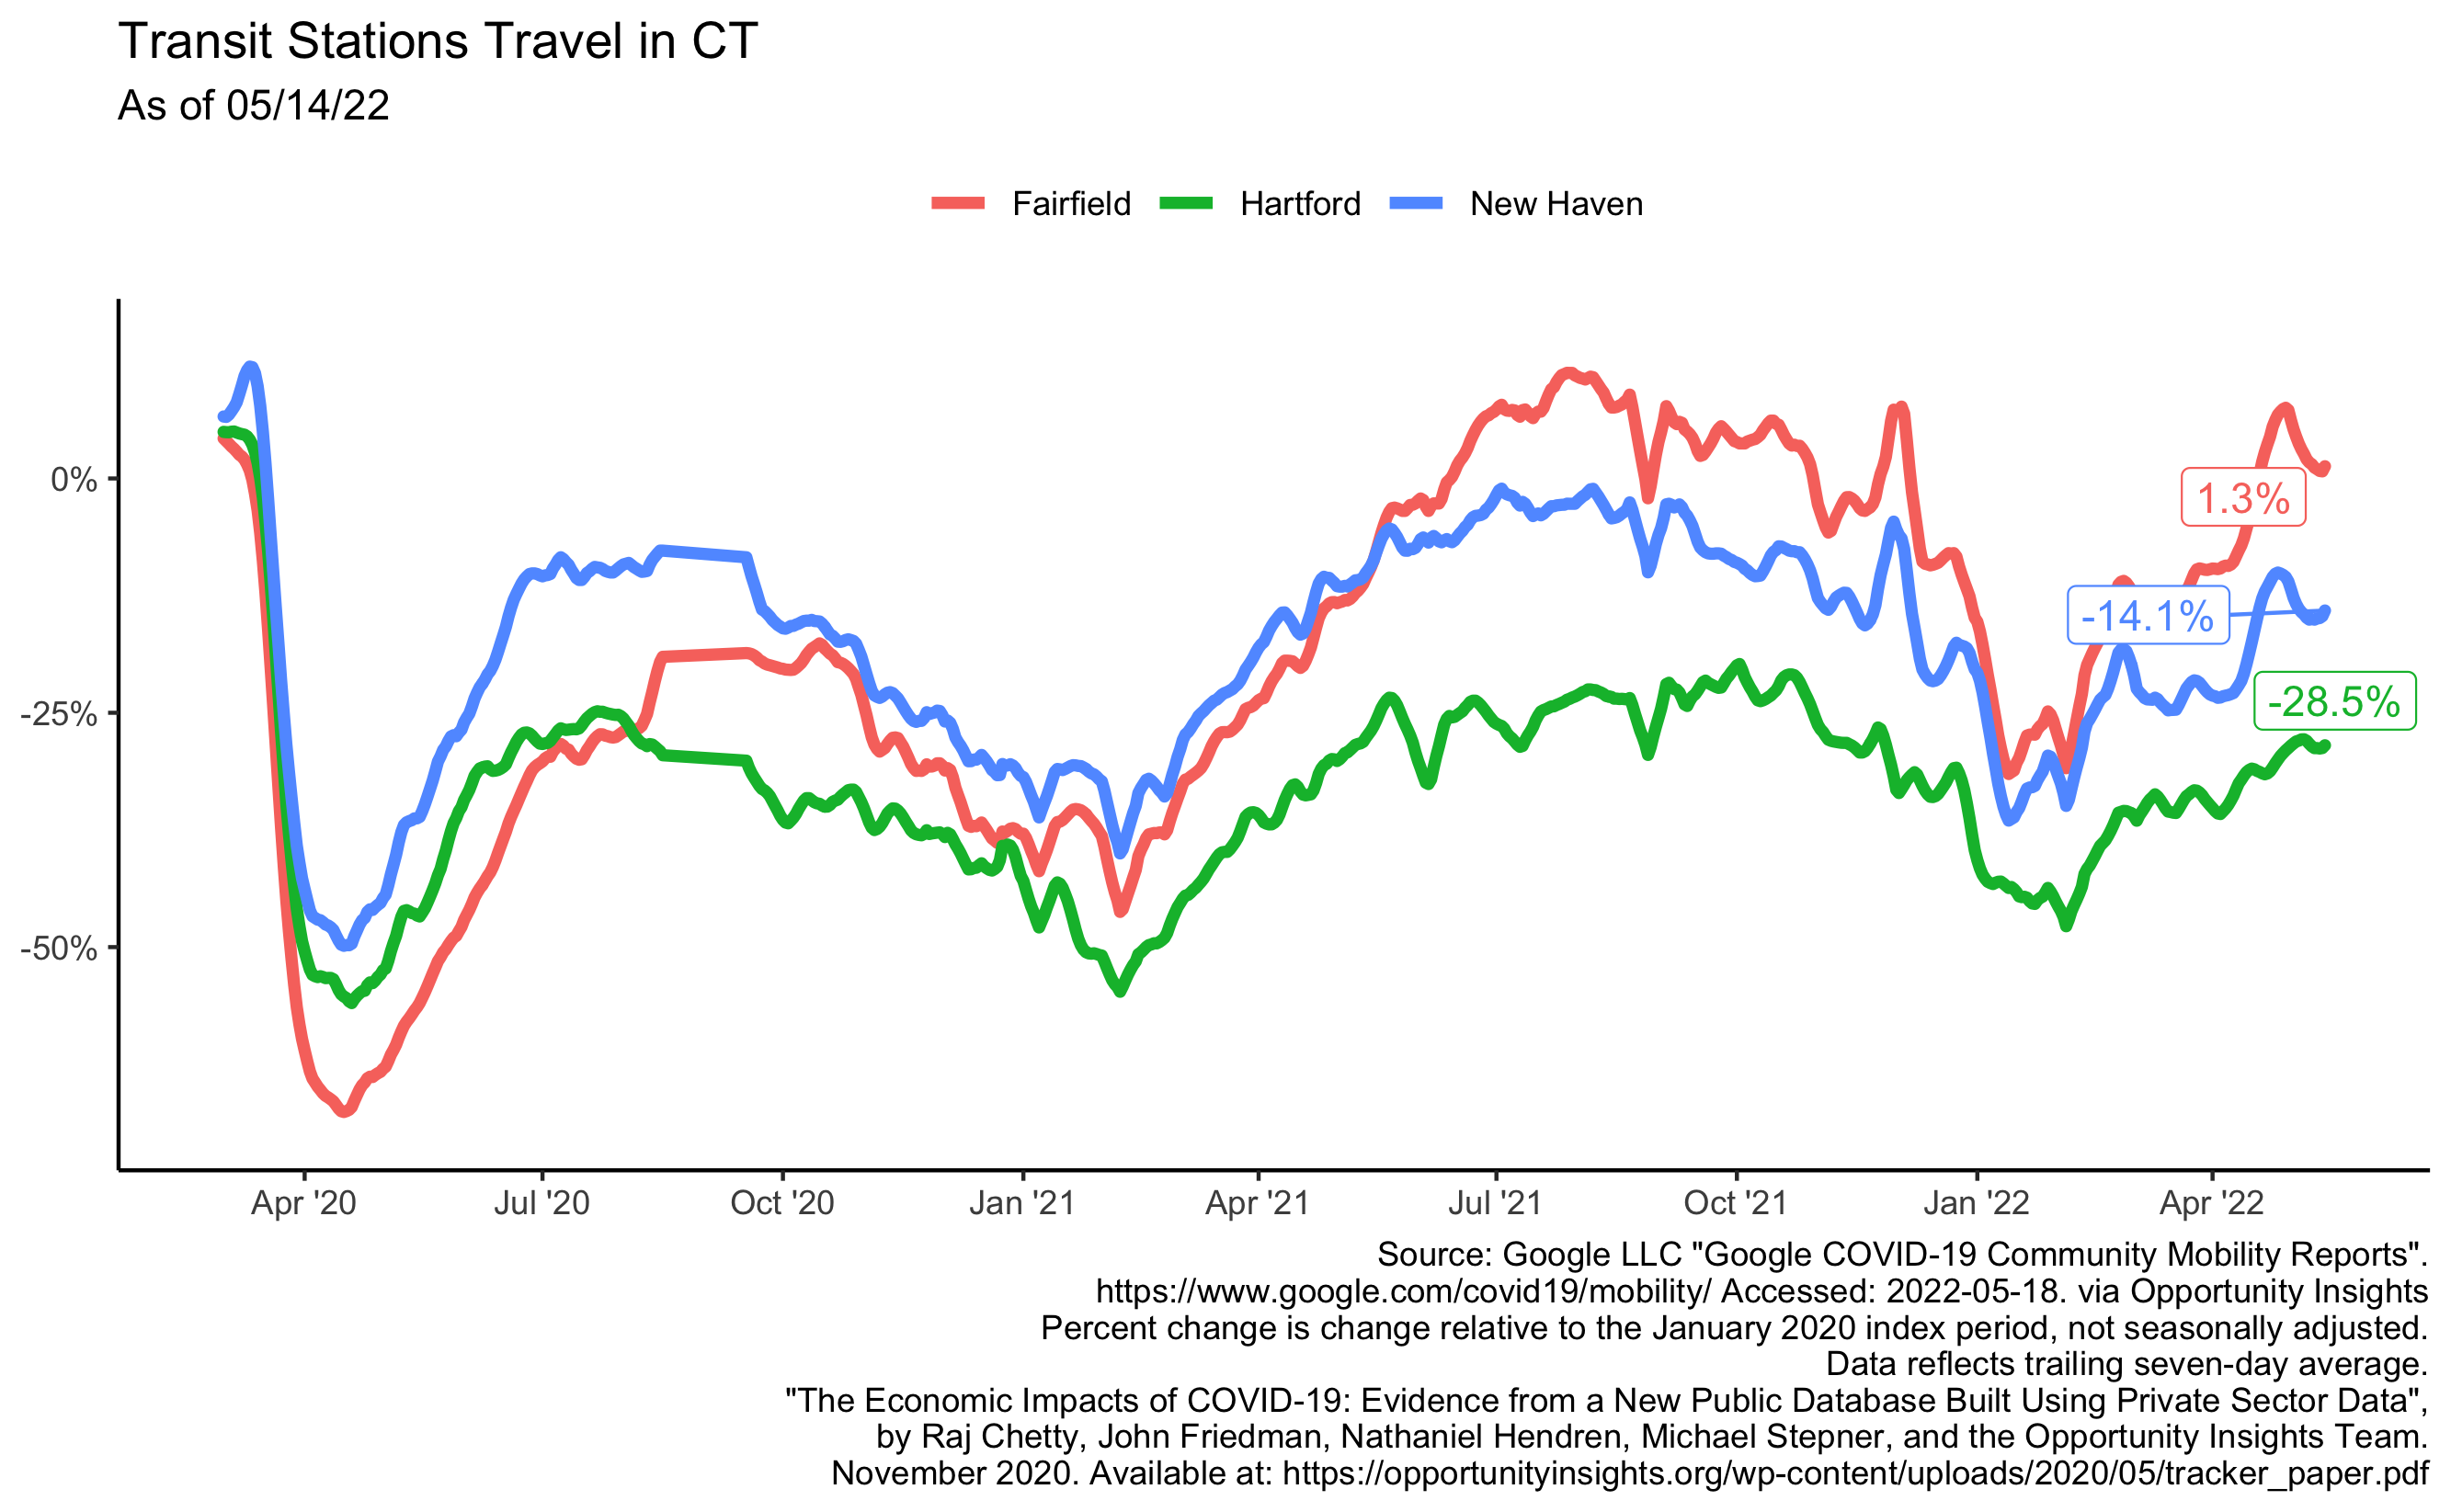 Transit Stations Travel in CT
As of 05/14/22
Fairfield Hartford New Haven
0%
-25%
-50%
1.3%
-14.1%
-28.5%
Apr '20 Jul '20 Oct '20 Jan '21 Apr '21 Jul '21 Oct '21 Jan '22 Apr '22
Source: Google LLC "Google COVID-19 Community Mobility Reports".
https://www.google.com/covid19/mobility/ Accessed: 2022-05-18. via Opportunity Insights
Percent change is change relative to the January 2020 index period, not seasonally adjusted.
Data reflects trailing seven-day average.
"The Economic Impacts of COVID-19: Evidence from a New Public Database Built Using Private Sector Data",
by Raj Chetty, John Friedman, Nathaniel Hendren, Michael Stepner, and the Opportunity Insights Team.
November 2020. Available at: https://opportunityinsights.org/wp-content/uploads/2020/05/tracker_paper.pdf